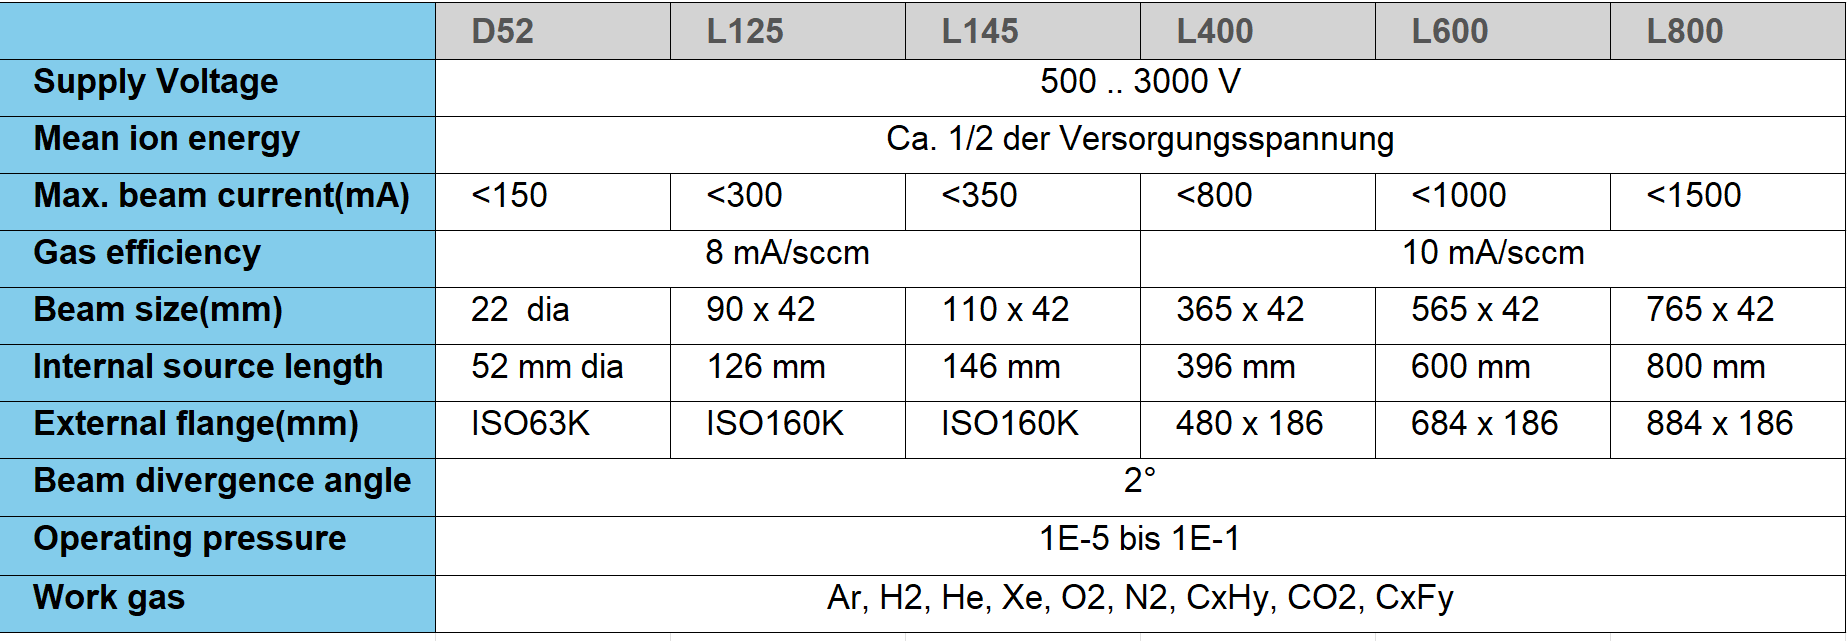 D52 L125 L145 L400 L600 L800
Supply Voltage 500 .. 3000 V
Mean ion energy Ca. 1/2 der Versorgungsspannung
Max. beam current(mA) <150 <300 <350 <800 <1000 <1500
Gas efficiency 8 mA/sccm 10 mA/sccm
Beam size(mm) 22 dia 90 x 42 110 x 42 365 x 42 565 x 42 765 x 42
Internal source length 52 mm dia 126 mm 146 mm 396 mm 600 mm 800 mm
External flange(mm) ISO63K ISO160K ISO160K 480 x 186 684 x 186 884 x 186
Beam divergence angle 2°
Operating pressure 1E-5 bis 1E-1
Work gas Ar, H2, He, Xe, O2, N2, CxHy, CO2, CxFy